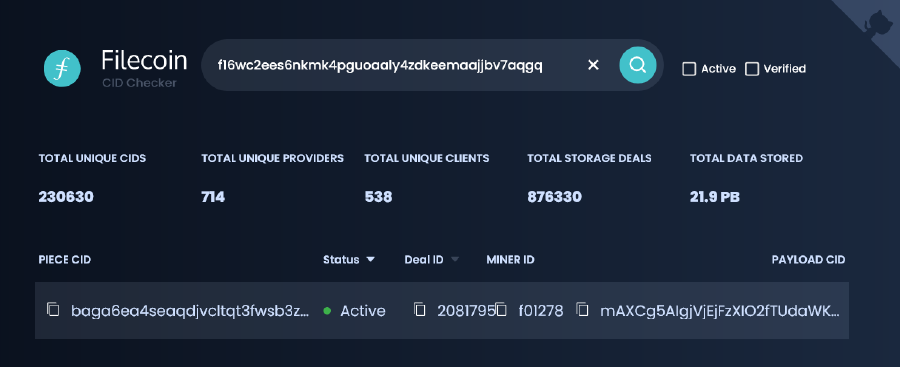 Filecoin
CID Checker
f16wc2ees6nkmk4pguoaaly4zdkeemaajjbv7aqgq
Active Verified
TOTAL UNIQUE CIDS TOTAL UNIQUE PROVIDERS TOTAL UNIQUE CLIENTS TOTAL STORAGE DEALS TOTAL DATA STORED
230630 714 538 876330 21.9 PB
PIECE CID Status Deal ID MINER ID PAYLOAD CID
baga6ea4seaqdjvcltqt3fwsb3z... Active 2081795 f01278 mAXCg5AIgjVjEjFzXIO2fTUdaWK...